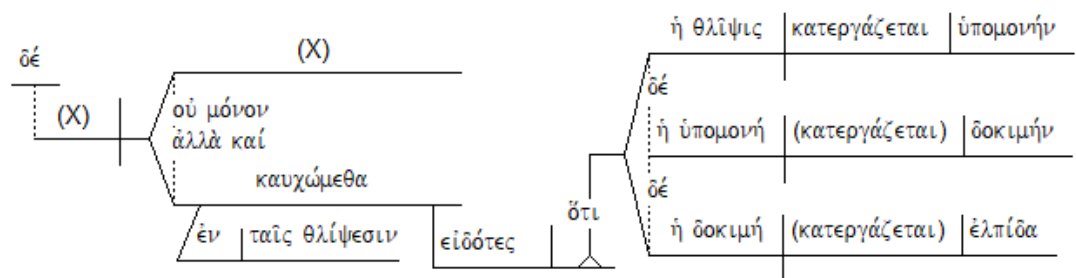 δέ
(X)
(X)
οὐ μόνον
ἀλλὰ καί
καυχώμεθα
ἐν ταῖς θλίψεσιν
εἰδότες
ὅτι
ἡ θλῖψις κατεργάζεται ὑπομονήν
δέ
ἡ ὑπομονή (κατεργάζεται) δοκιμήν
δέ
ἡ δοκιμή (κατεργάζεται) ἐλπίδα